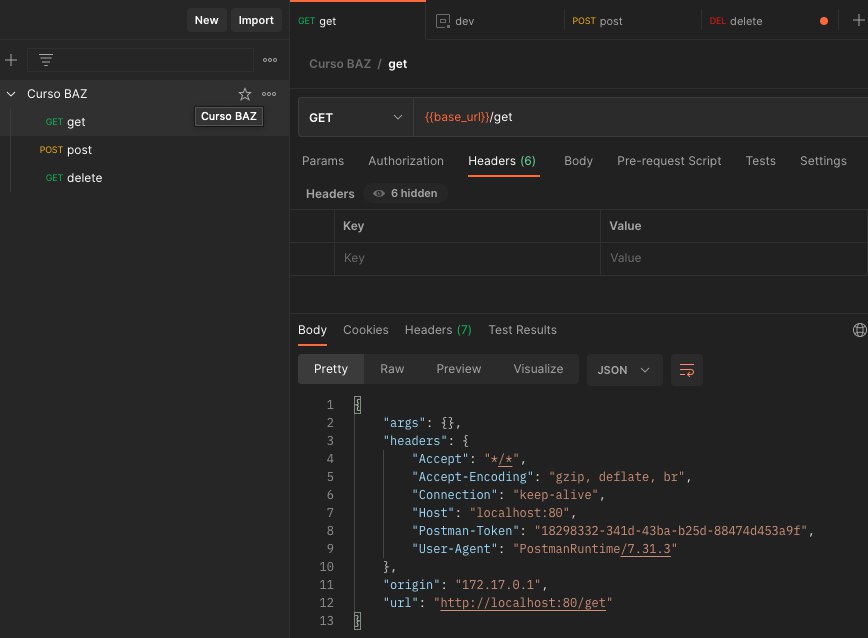 New Import
Curso BAZ
Curso BAZ
GET get
POST post
GET delete
GET get
dev
POST post
DEL delete
Curso BAZ / get
GET {{base_url}}/get
Params Authorization Headers (6) Body Pre-request Script Tests Settings
Headers 6 hidden
Key Value
Key Value
Body Cookies Headers (7) Test Results
Pretty Raw Preview Visualize JSON
1 {
2 "args": {},
3 "headers": {
4 "Accept": "*/*",
5 "Accept-Encoding": "gzip, deflate, br",
6 "Connection": "keep-alive",
7 "Host": "localhost:80",
8 "Postman-Token": "18298332-341d-43ba-b25d-88474d453a9f",
9 "User-Agent": "PostmanRuntime/7.31.3"
10 },
11 "origin": "172.17.0.1",
12 "url": "http://localhost:80/get"
13 }